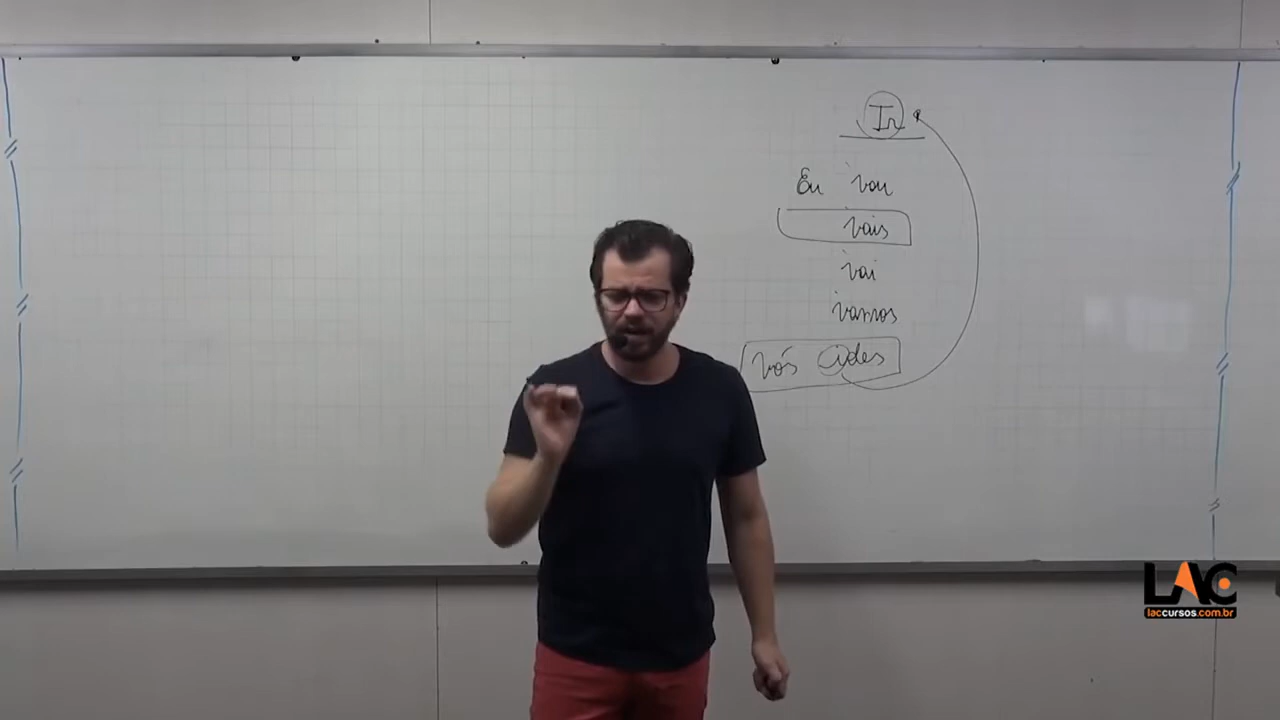 Ir
Eu vou
vais
vai
vamos
vós ides
LAC
laccursos.com.br